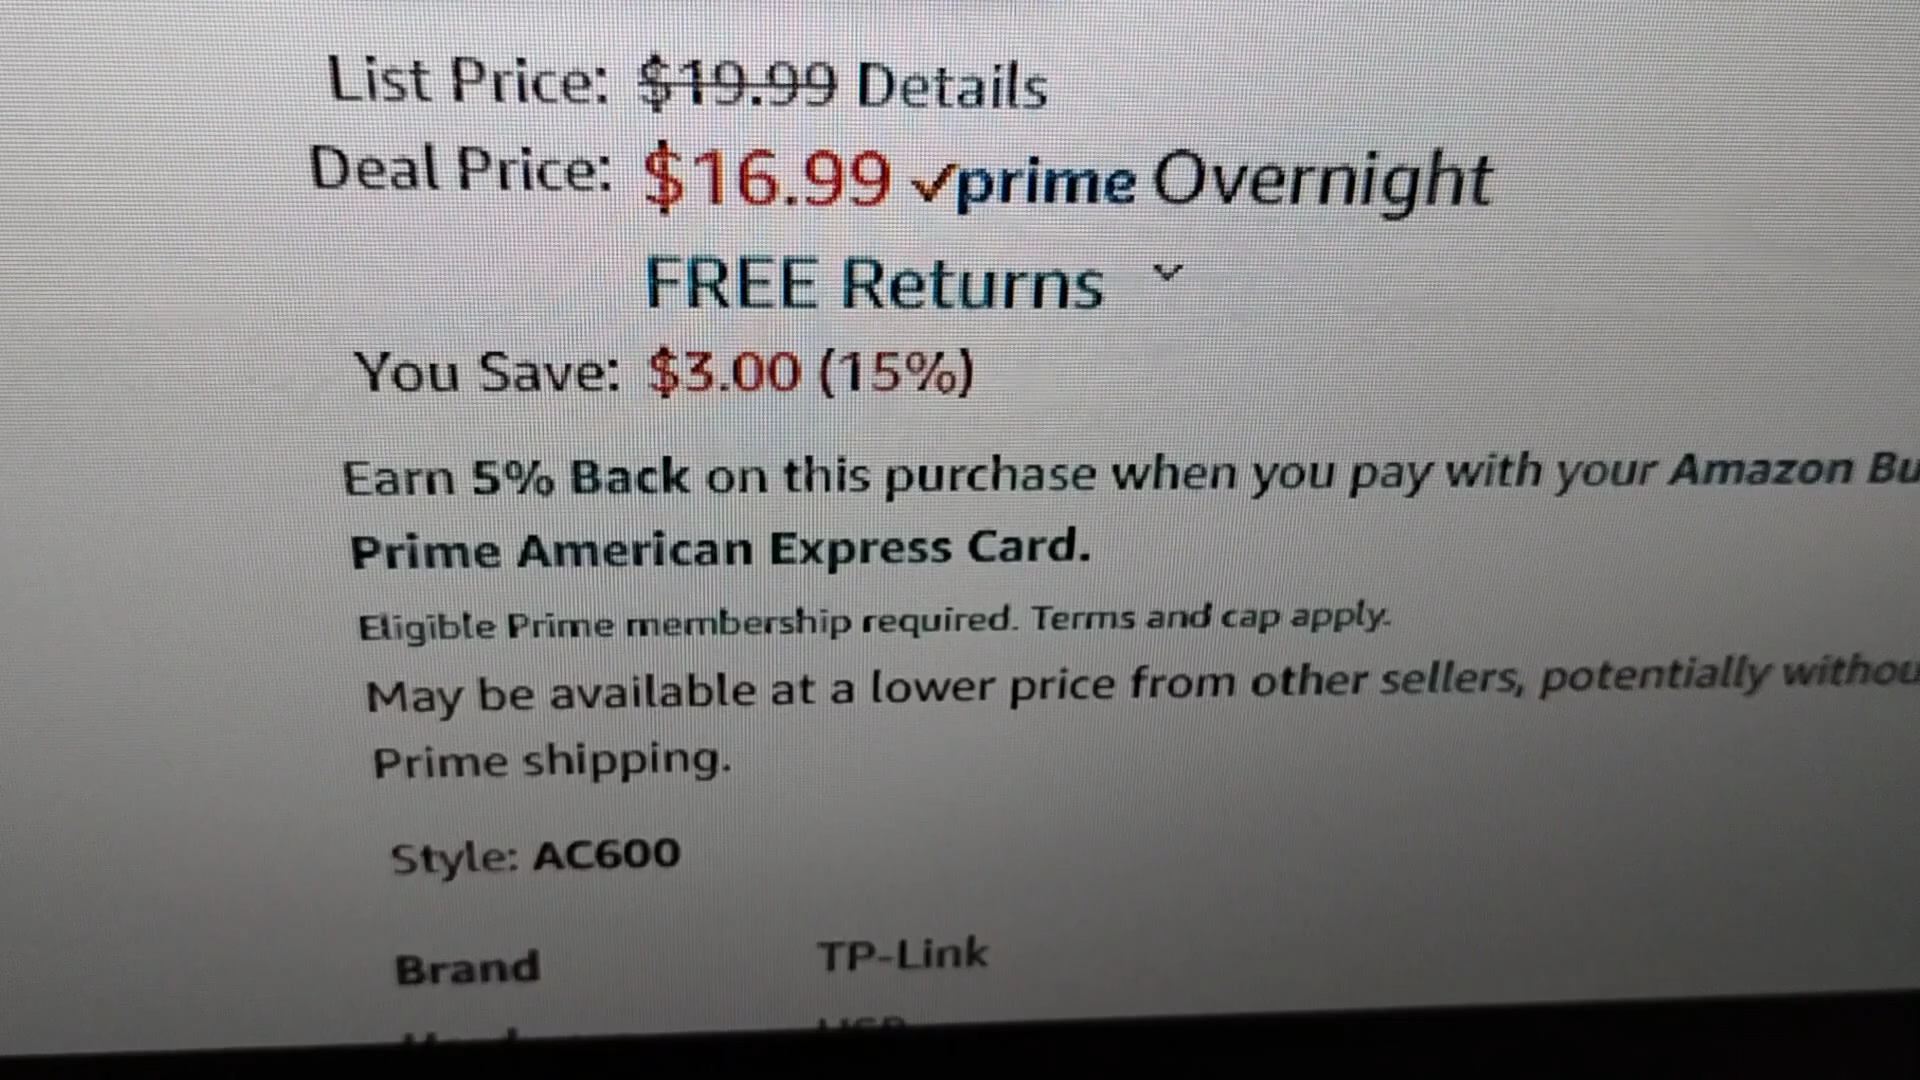 List Price: $19.99 Details
Deal Price: $16.99 prime Overnight
FREE Returns
You Save: $3.00 (15%)
Earn 5% Back on this purchase when you pay with your Amazon Bu
Prime American Express Card.
Eligible Prime membership required. Terms and cap apply.
May be available at a lower price from other sellers, potentially withou
Prime shipping.
Style: AC600
Brand TP-Link